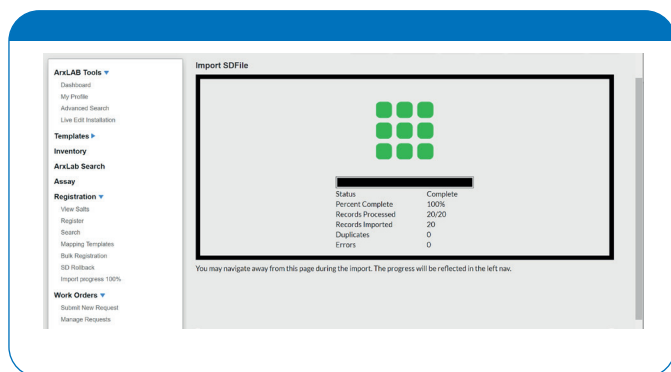 ArxLAB Tools
Dashboard
My Profile
Advanced Search
Live Edit Installation
Templates
Inventory
ArxLab Search
Assay
Registration
View Salts
Register
Search
Mapping Templates
Bulk Registration
SD Rollback
Import progress 100%
Work Orders
Submit New Request
Manage Requests
Import SDFile
Status Complete
Percent Complete 100%
Records Processed 20/20
Records Imported 20
Duplicates 0
Errors 0
You may navigate away from this page during the import. The progress will be reflected in the left nav.